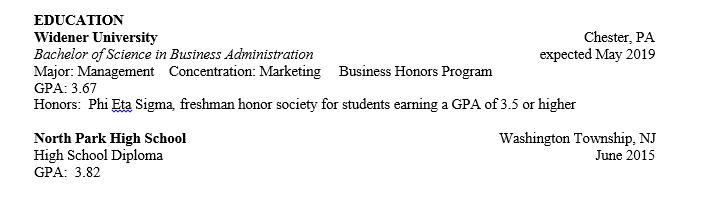 EDUCATION
Widener University Chester, PA
Bachelor of Science in Business Administration expected May 2019
Major: Management Concentration: Marketing Business Honors Program
GPA: 3.67
Honors: Phi Eta Sigma, freshman honor society for students earning a GPA of 3.5 or higher
North Park High School Washington Township, NJ
High School Diploma June 2015
GPA: 3.82